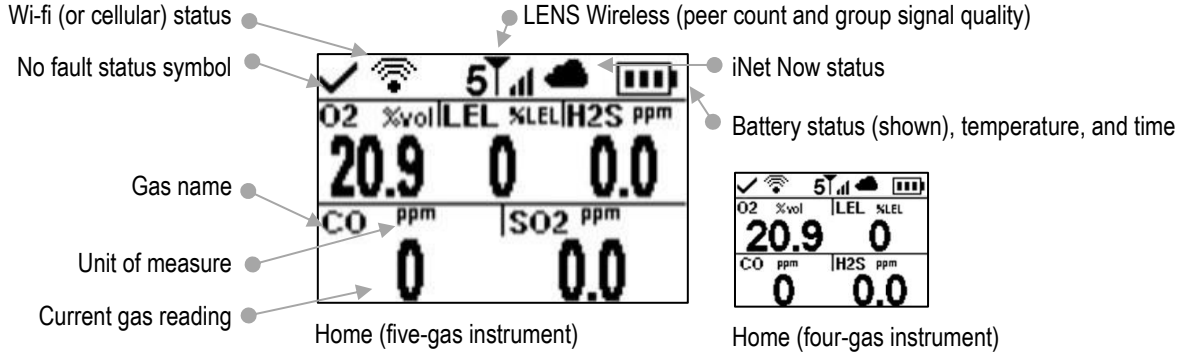 Wi-fi (or cellular) status
LENS Wireless (peer count and group signal quality)
No fault status symbol
iNet Now status
5
O2 %vol LEL %LEL H2S ppm
Battery status (shown), temperature, and time
20.9 0 0.0
Gas name
CO ppm SO2 ppm
Unit of measure
0 0.0
Current gas reading
Home (five-gas instrument)
5
O2 %vol LEL %LEL
20.9 0
CO ppm H2S ppm
0 0.0
Home (four-gas instrument)